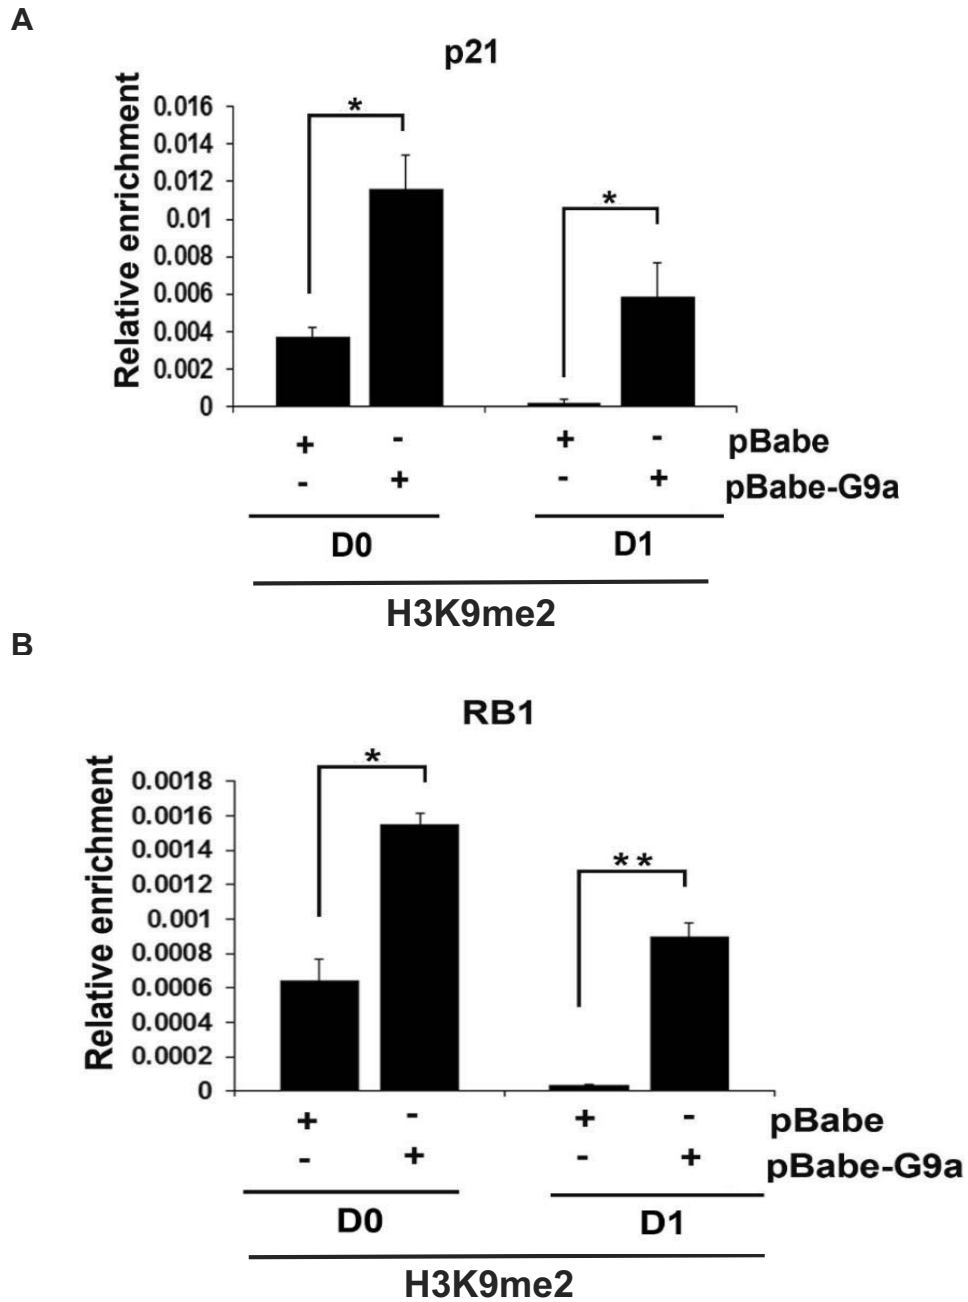 A
p21
Relative enrichment
0.016
0.014
0.012
0.01
0.008
0.006
0.004
0.002
0
*
*
+ - + - pBabe
- + - + pBabe-G9a
D0 D1
H3K9me2
B
RB1
Relative enrichment
0.0018
0.0016
0.0014
0.0012
0.001
0.0008
0.0006
0.0004
0.0002
0
*
**
+ - + - pBabe
- + - + pBabe-G9a
D0 D1
H3K9me2